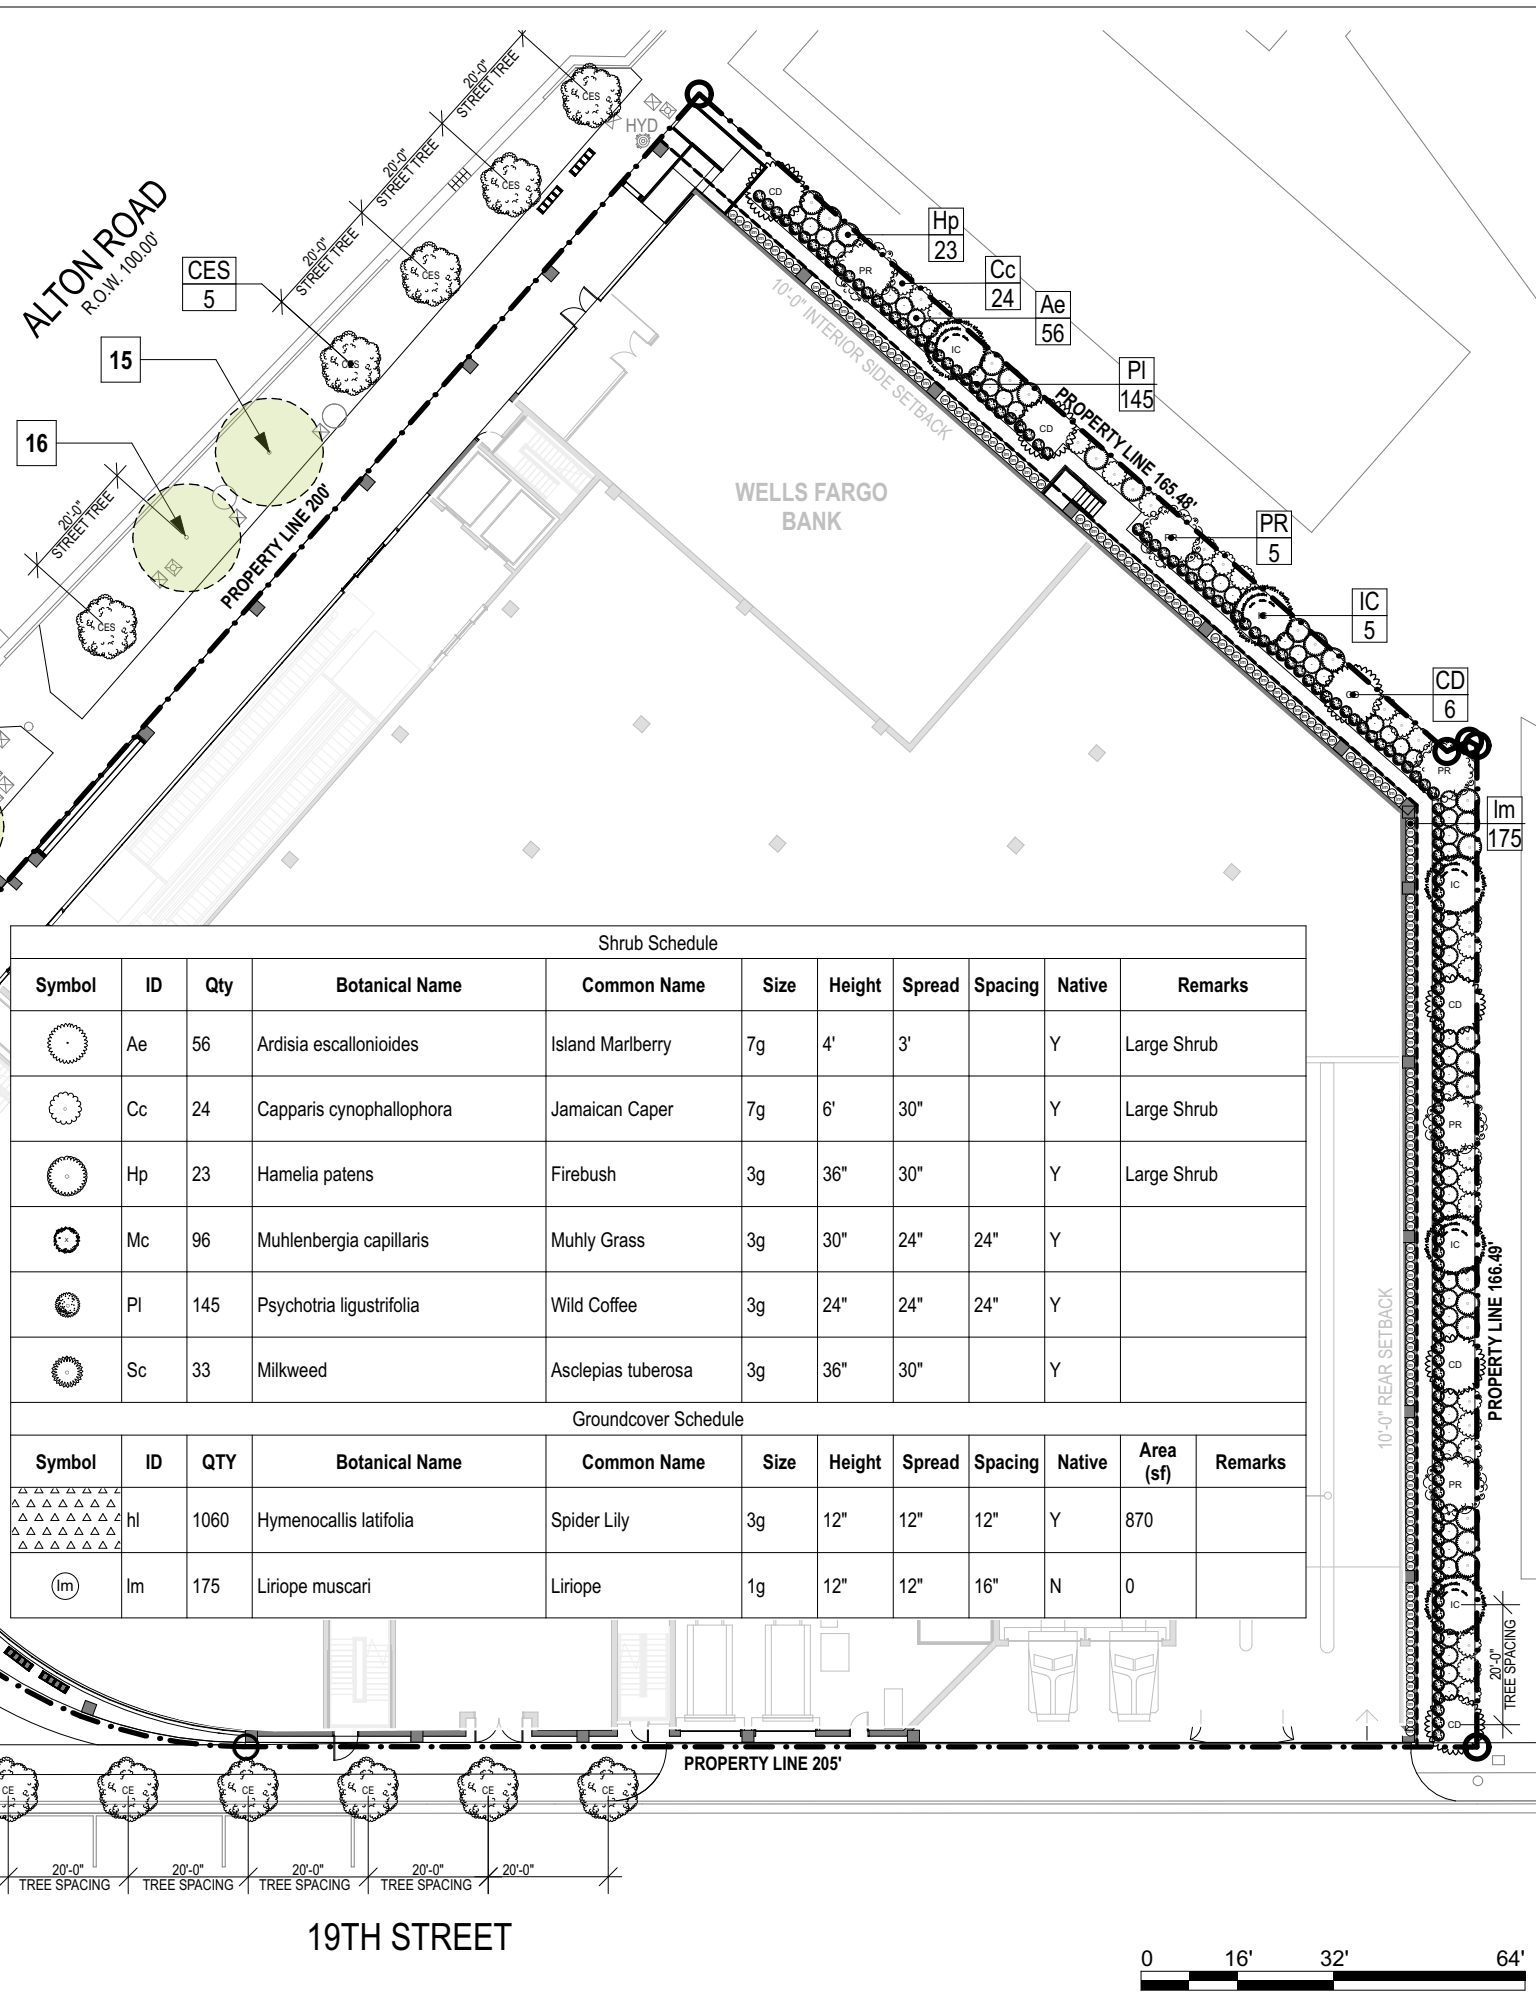 20'-0"
STREET TREE
20'-0"
STREET TREE
20'-0"
STREET TREE
CES
CES
CES
CES
HYD
ALTON ROAD
R.O.W. 100.00'
CES
5
15
16
20'-0"
STREET TREE
CES
PROPERTY LINE 200'
CD
PR
IC
CD
Hp
23
Cc
24
Ae
56
Pl
145
10'-0" INTERIOR SIDE SETBACK
PROPERTY LINE 165.48'
WELLS FARGO
BANK
PR
PR
5
IC
5
CD
CD
6
PR
lm
175
IC
CD
PR
IC
PROPERTY LINE 166.49'
10'-0" REAR SETBACK
CD
PR
IC
20'-0"
TREE SPACING
CD
Shrub Schedule
Symbol ID Qty Botanical Name Common Name Size Height Spread Spacing Native Remarks
Ae 56 Ardisia escallonioides Island Marlberry 7g 4' 3' Y Large Shrub
Cc 24 Capparis cynophallophora Jamaican Caper 7g 6' 30" Y Large Shrub
Hp 23 Hamelia patens Firebush 3g 36" 30" Y Large Shrub
Mc 96 Muhlenbergia capillaris Muhly Grass 3g 30" 24" 24" Y
Pl 145 Psychotria ligustrifolia Wild Coffee 3g 24" 24" 24" Y
Sc 33 Milkweed Asclepias tuberosa 3g 36" 30" Y
Groundcover Schedule
Symbol ID QTY Botanical Name Common Name Size Height Spread Spacing Native Area (sf) Remarks
hl 1060 Hymenocallis latifolia Spider Lily 3g 12" 12" 12" Y 870
lm lm 175 Liriope muscari Liriope 1g 12" 12" 16" N 0
PROPERTY LINE 205'
CE CE CE CE CE CE
20'-0" 20'-0" 20'-0" 20'-0" 20'-0"
TREE SPACING TREE SPACING TREE SPACING TREE SPACING
19TH STREET
0 16' 32' 64'